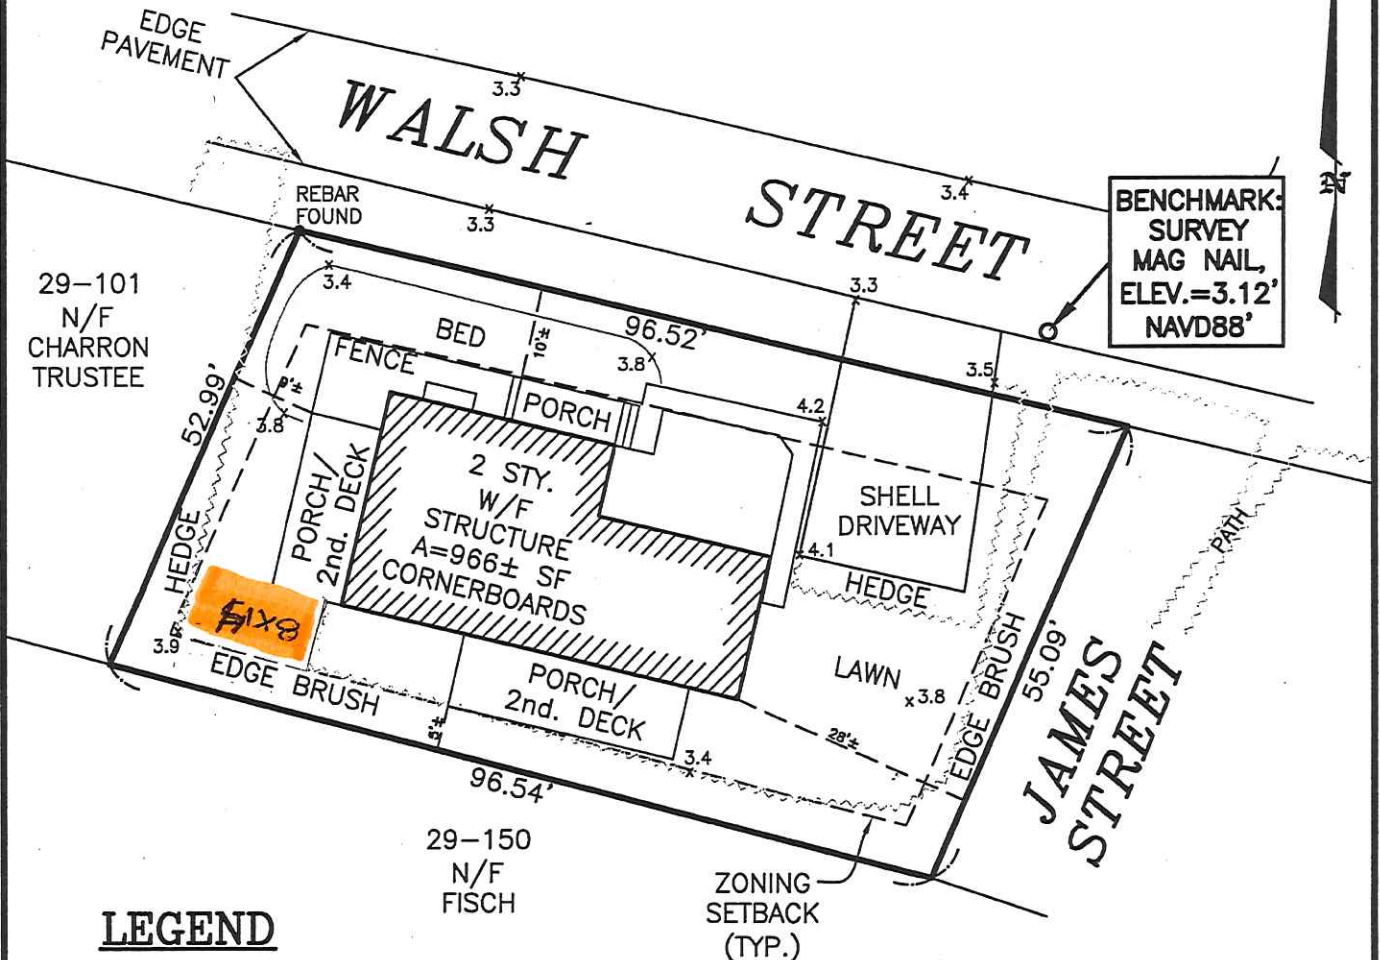 EDGE
PAVEMENT
3.3
WALSH STREET
3.4
REBAR
FOUND
3.3
BENCHMARK:
SURVEY
MAG NAIL,
ELEV.=3.12'
NAVD88'
29-101
N/F
CHARRON
TRUSTEE
3.4
BED
10'±
96.52'
3.3
FENCE
3.8
3.5
52.99'
9'±
3.8
PORCH
4.2
HEDGE
PORCH/
2nd. DECK
2 STY.
W/F
STRUCTURE
A=966± SF
CORNERBOARDS
SHELL
DRIVEWAY
PATH
4.1
HEDGE
8x13
3.9
EDGE BRUSH
LAWN
3.8
EDGE BRUSH
55.09'
JAMES
STREET
PORCH/
2nd. DECK
5'±
3.4
28'±
96.54'
29-150
N/F
FISCH
ZONING
SETBACK
(TYP.)
LEGEND